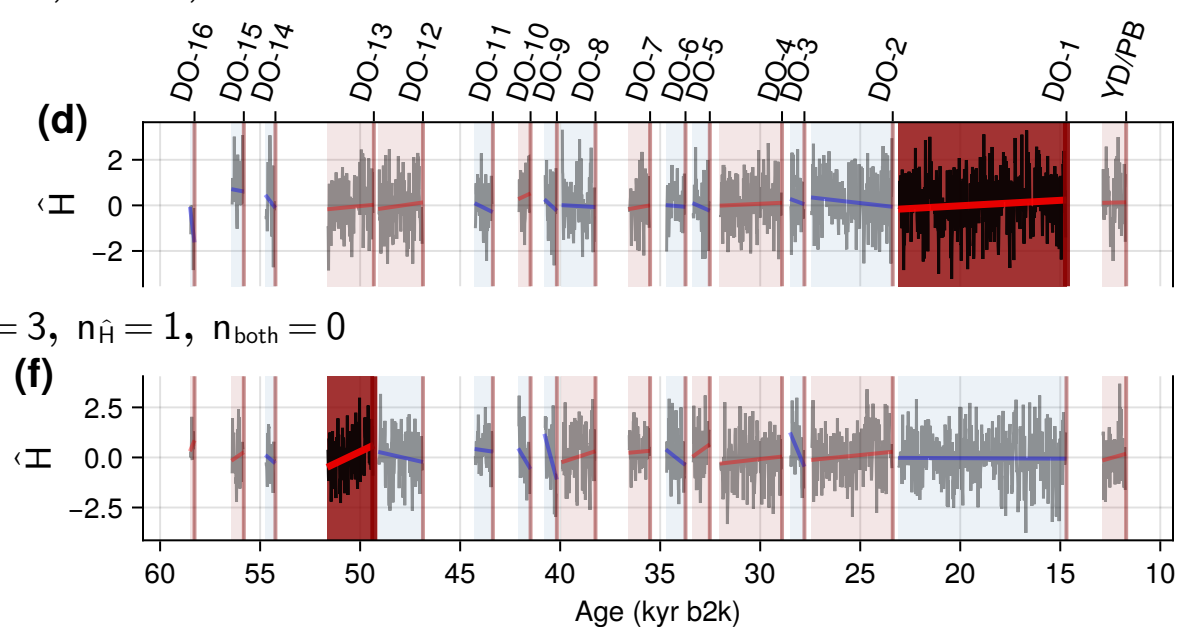 DO-16 DO-15 DO-14 DO-13 DO-12 DO-11 DO-10 DO-9 DO-8 DO-7 DO-6 DO-5 DO-4 DO-3 DO-2 DO-1 YD/PB
(d)
2
0
−2
Ĥ
= 3, n_Ĥ = 1, n_both = 0
(f)
2.5
0.0
−2.5
Ĥ
60 55 50 45 40 35 30 25 20 15 10
Age (kyr b2k)